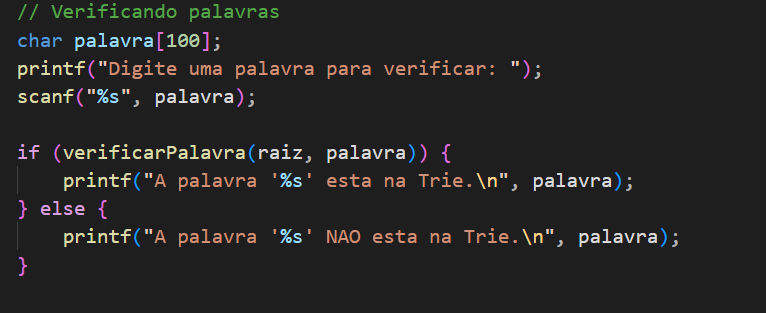 // Verificando palavras
char palavra[100];
printf("Digite uma palavra para verificar: ");
scanf("%s", palavra);
if (verificarPalavra(raiz, palavra)) {
printf("A palavra '%s' esta na Trie.\n", palavra);
} else {
printf("A palavra '%s' NAO esta na Trie.\n", palavra);
}